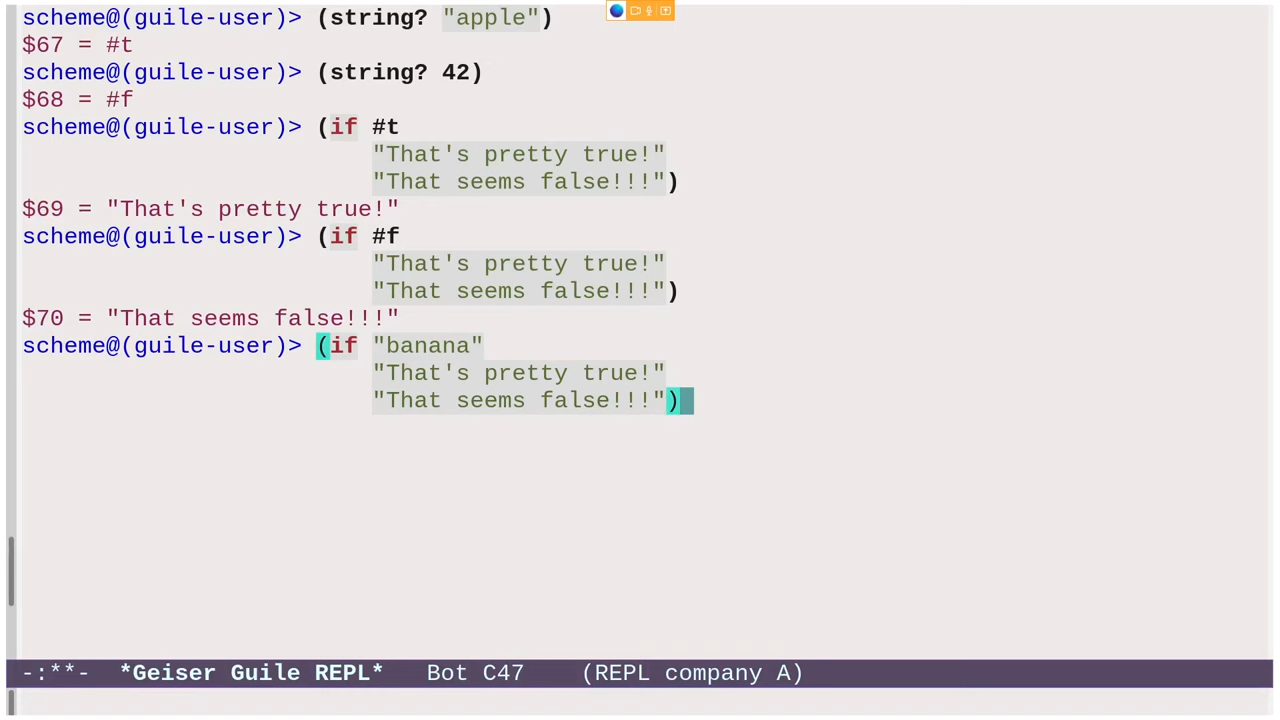 scheme@(guile-user)> (string? "apple")
$67 = #t
scheme@(guile-user)> (string? 42)
$68 = #f
scheme@(guile-user)> (if #t
                         "That's pretty true!"
                         "That seems false!!!")
$69 = "That's pretty true!"
scheme@(guile-user)> (if #f
                         "That's pretty true!"
                         "That seems false!!!")
$70 = "That seems false!!!"
scheme@(guile-user)> (if "banana"
                         "That's pretty true!"
                         "That seems false!!!")
-:**-  *Geiser Guile REPL*   Bot C47    (REPL company A)